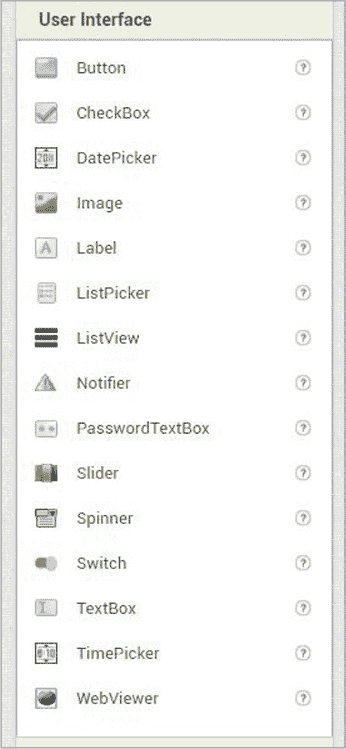 User Interface
Button ?
CheckBox ?
DatePicker ?
Image ?
Label ?
ListPicker ?
ListView ?
Notifier ?
PasswordTextBox ?
Slider ?
Spinner ?
Switch ?
TextBox ?
TimePicker ?
WebViewer ?